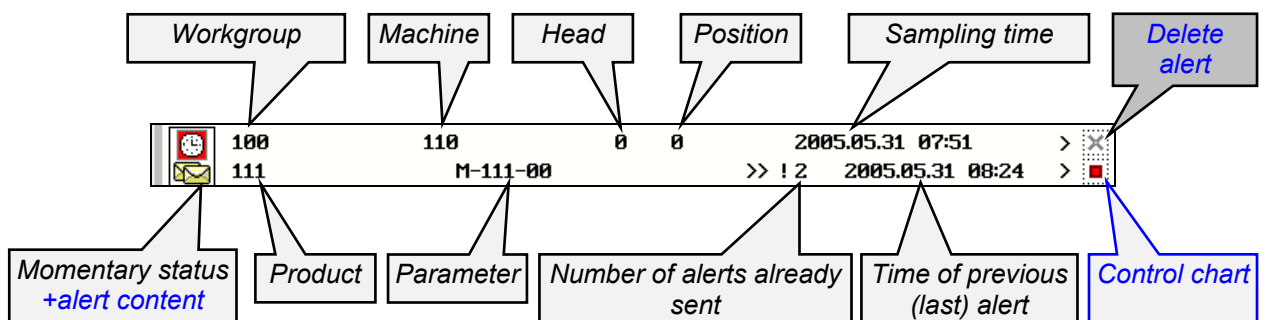 Workgroup
Machine
Head
Position
Sampling time
Delete
alert
100 110 0 0 2005.05.31 07:51 >
111 M-111-00 >> ! 2 2005.05.31 08:24 >
Momentary status
+alert content
Product
Parameter
Number of alerts already
sent
Time of previous
(last) alert
Control chart